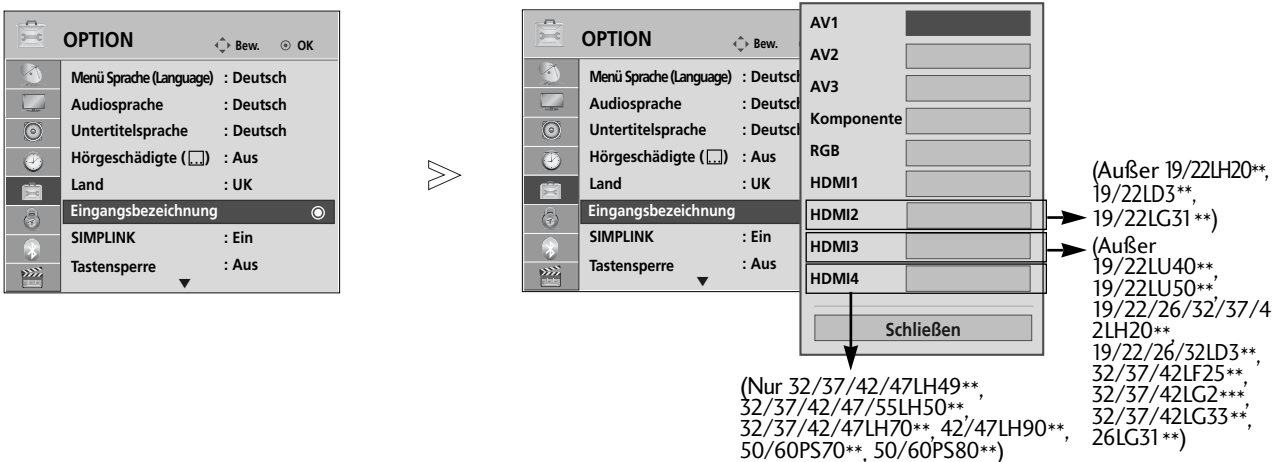 OPTION
Bew. OK
Menü Sprache (Language) : Deutsch
Audiosprache : Deutsch
Untertitelsprache : Deutsch
Hörgeschädigte ( ) : Aus
Land : UK
Eingangsbezeichnung
SIMPLINK : Ein
Tastensperre : Aus
OPTION
Bew.
Menü Sprache (Language) : Deutsch
Audiosprache : Deutsch
Untertitelsprache : Deutsch
Hörgeschädigte ( ) : Aus
Land : UK
Eingangsbezeichnung
SIMPLINK : Ein
Tastensperre : Aus
AV1
AV2
AV3
Komponente
RGB
HDMI1
HDMI2
HDMI3
HDMI4
Schließen
(Außer 19/22LH20**,
19/22LD3**,
19/22LG31**)
(Außer
19/22LU40**,
19/22LU50**,
19/22/26/32/37/4
2LH20**,
19/22/26/32LD3**,
32/37/42LF25**,
32/37/42LG2***,
32/37/42LG33**,
26LG31**)
(Nur 32/37/42/47LH49**,
32/37/42/47/55LH50**,
32/37/42/47LH70**, 42/47LH90**,
50/60PS70**, 50/60PS80**)